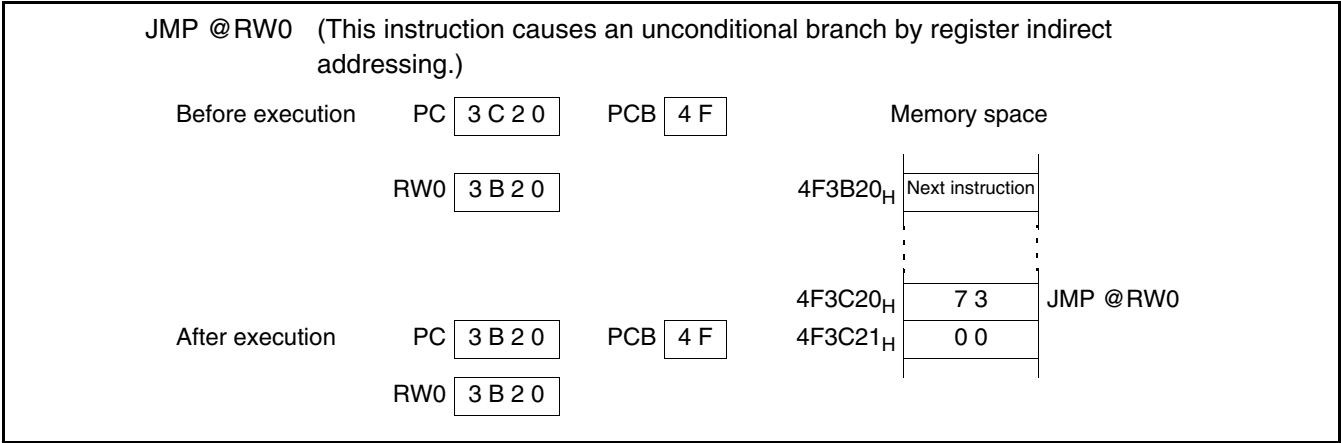 JMP @RW0 (This instruction causes an unconditional branch by register indirect
addressing.)
Before execution PC 3 C 2 0 PCB 4 F Memory space
RW0 3 B 2 0 4F3B20H Next instruction
4F3C20H 7 3 JMP @RW0
After execution PC 3 B 2 0 PCB 4 F 4F3C21H 0 0
RW0 3 B 2 0